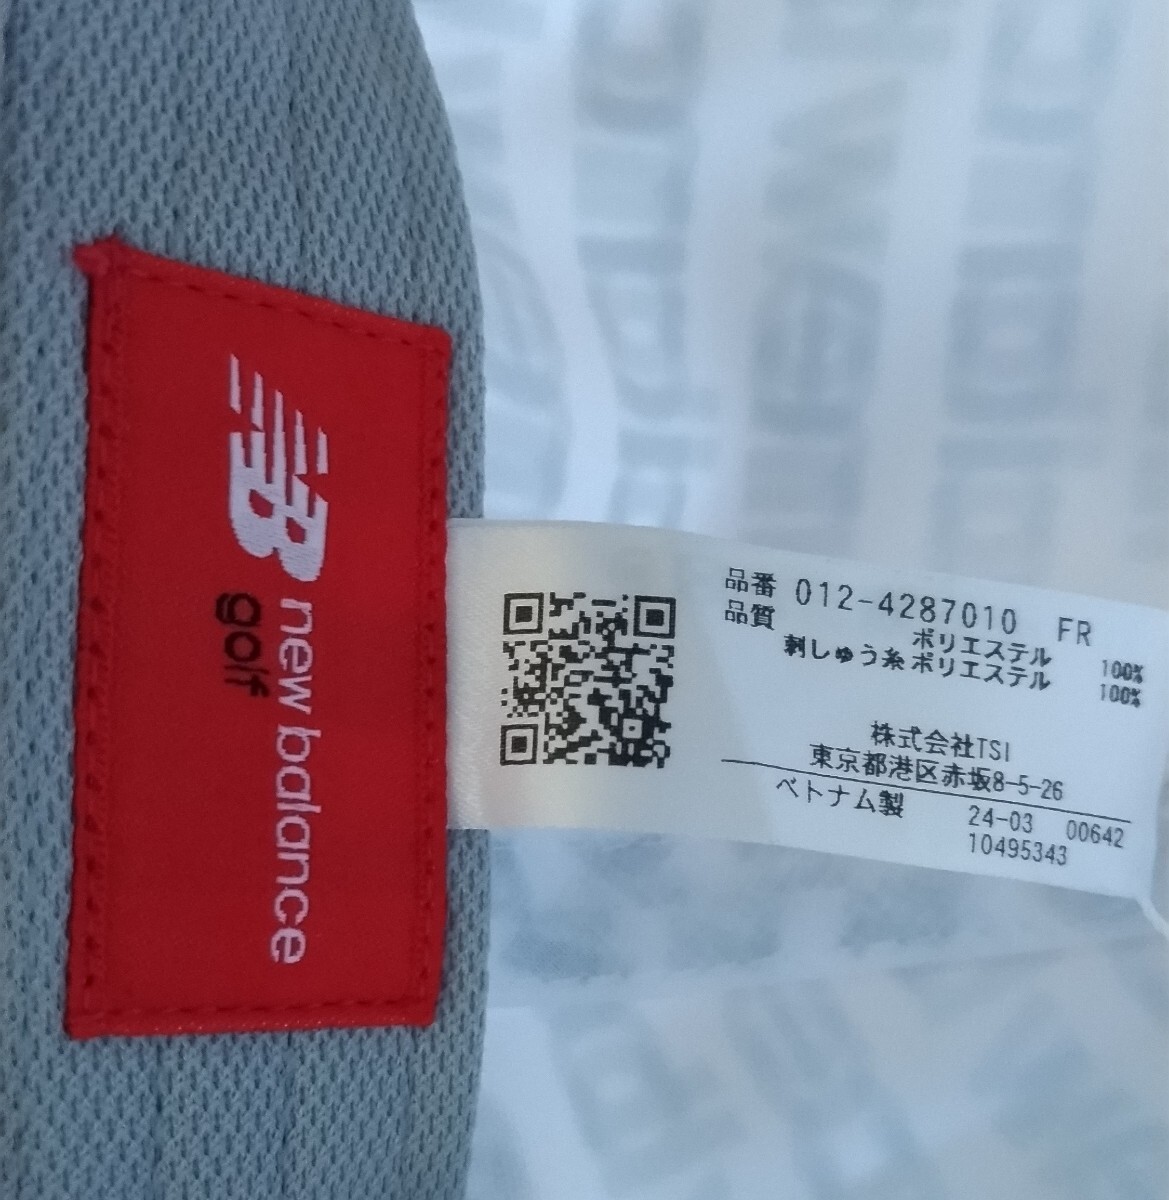 new balance
golf
品番 012-4287010 FR
品質 ポリエステル 100%
刺しゅう糸 ポリエステル 100%
株式会社TSI
東京都港区赤坂8-5-26
ベトナム製 24-03 00642
10495343